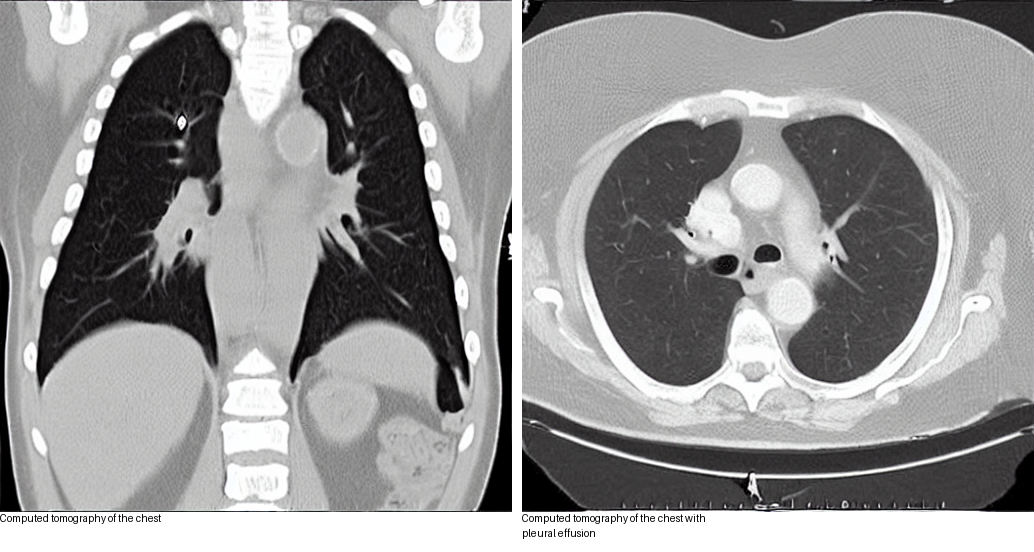 Computed tomography of the chest
Computed tomography of the chest with
pleural effusion